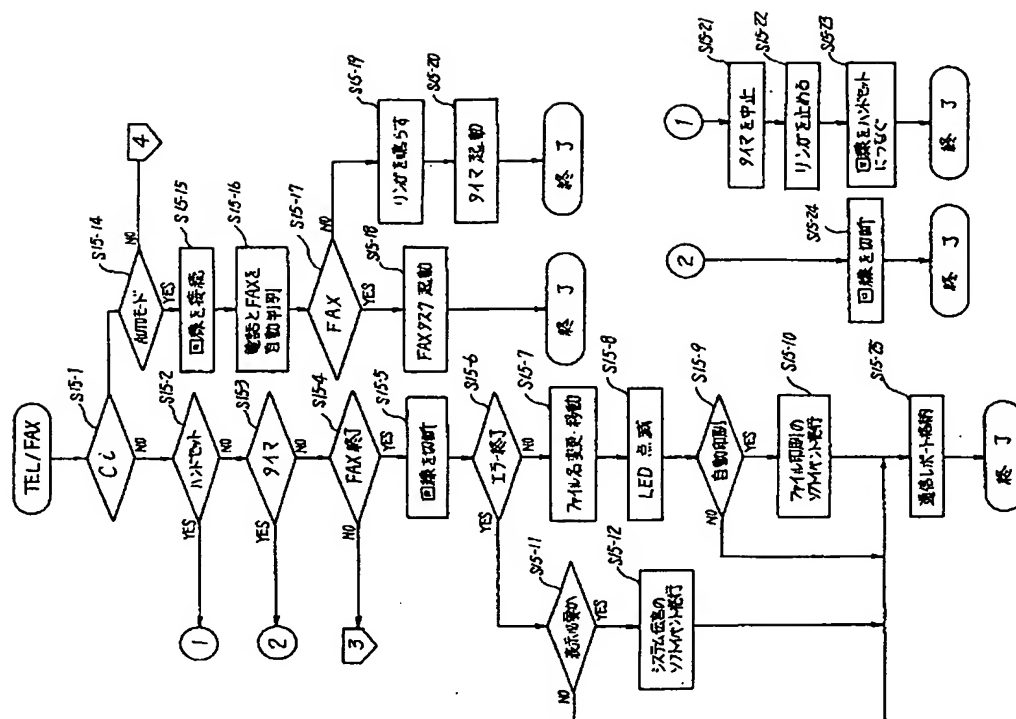 TEL/FAX
S15-1
Ci
NO
S15-2
ハンドセット
YES
NO
1
S15-3
タイマ
YES
NO
2
S15-4
FAX終了
NO
YES
3
S15-5
回線を切断
S15-6
エラー終了
YES
NO
S15-7
ファイル名変更・移動
S15-8
LED 点滅
S15-9
自動印刷
NO
YES
S15-10
ファイル印刷の
ソフトイベント発行
S15-11
表示必要か
NO
YES
S15-12
システム伝言の
ソフトイベント発行
S15-25
通信レポート格納
終 了
S15-14
AUTOモード
NO
YES
4
S15-15
回線を接続
S15-16
電話とFAXを
自動判別
S15-17
FAX
NO
YES
S15-18
FAXタスク起動
終 了
S15-19
リンガを鳴らす
S15-20
タイマ起動
終 了
1
S15-21
タイマを中止
S15-22
リンガを止める
S15-23
回線をハンドセット
につなぐ
終 了
2
S15-24
回線を切断
終 了